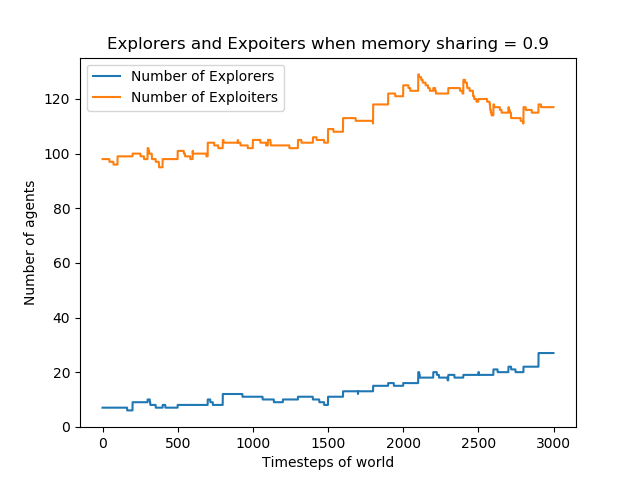 Explorers and Expoiters when memory sharing = 0.9
Number of Explorers
Number of Exploiters
Number of agents
120
100
80
60
40
20
0
0 500 1000 1500 2000 2500 3000
Timesteps of world